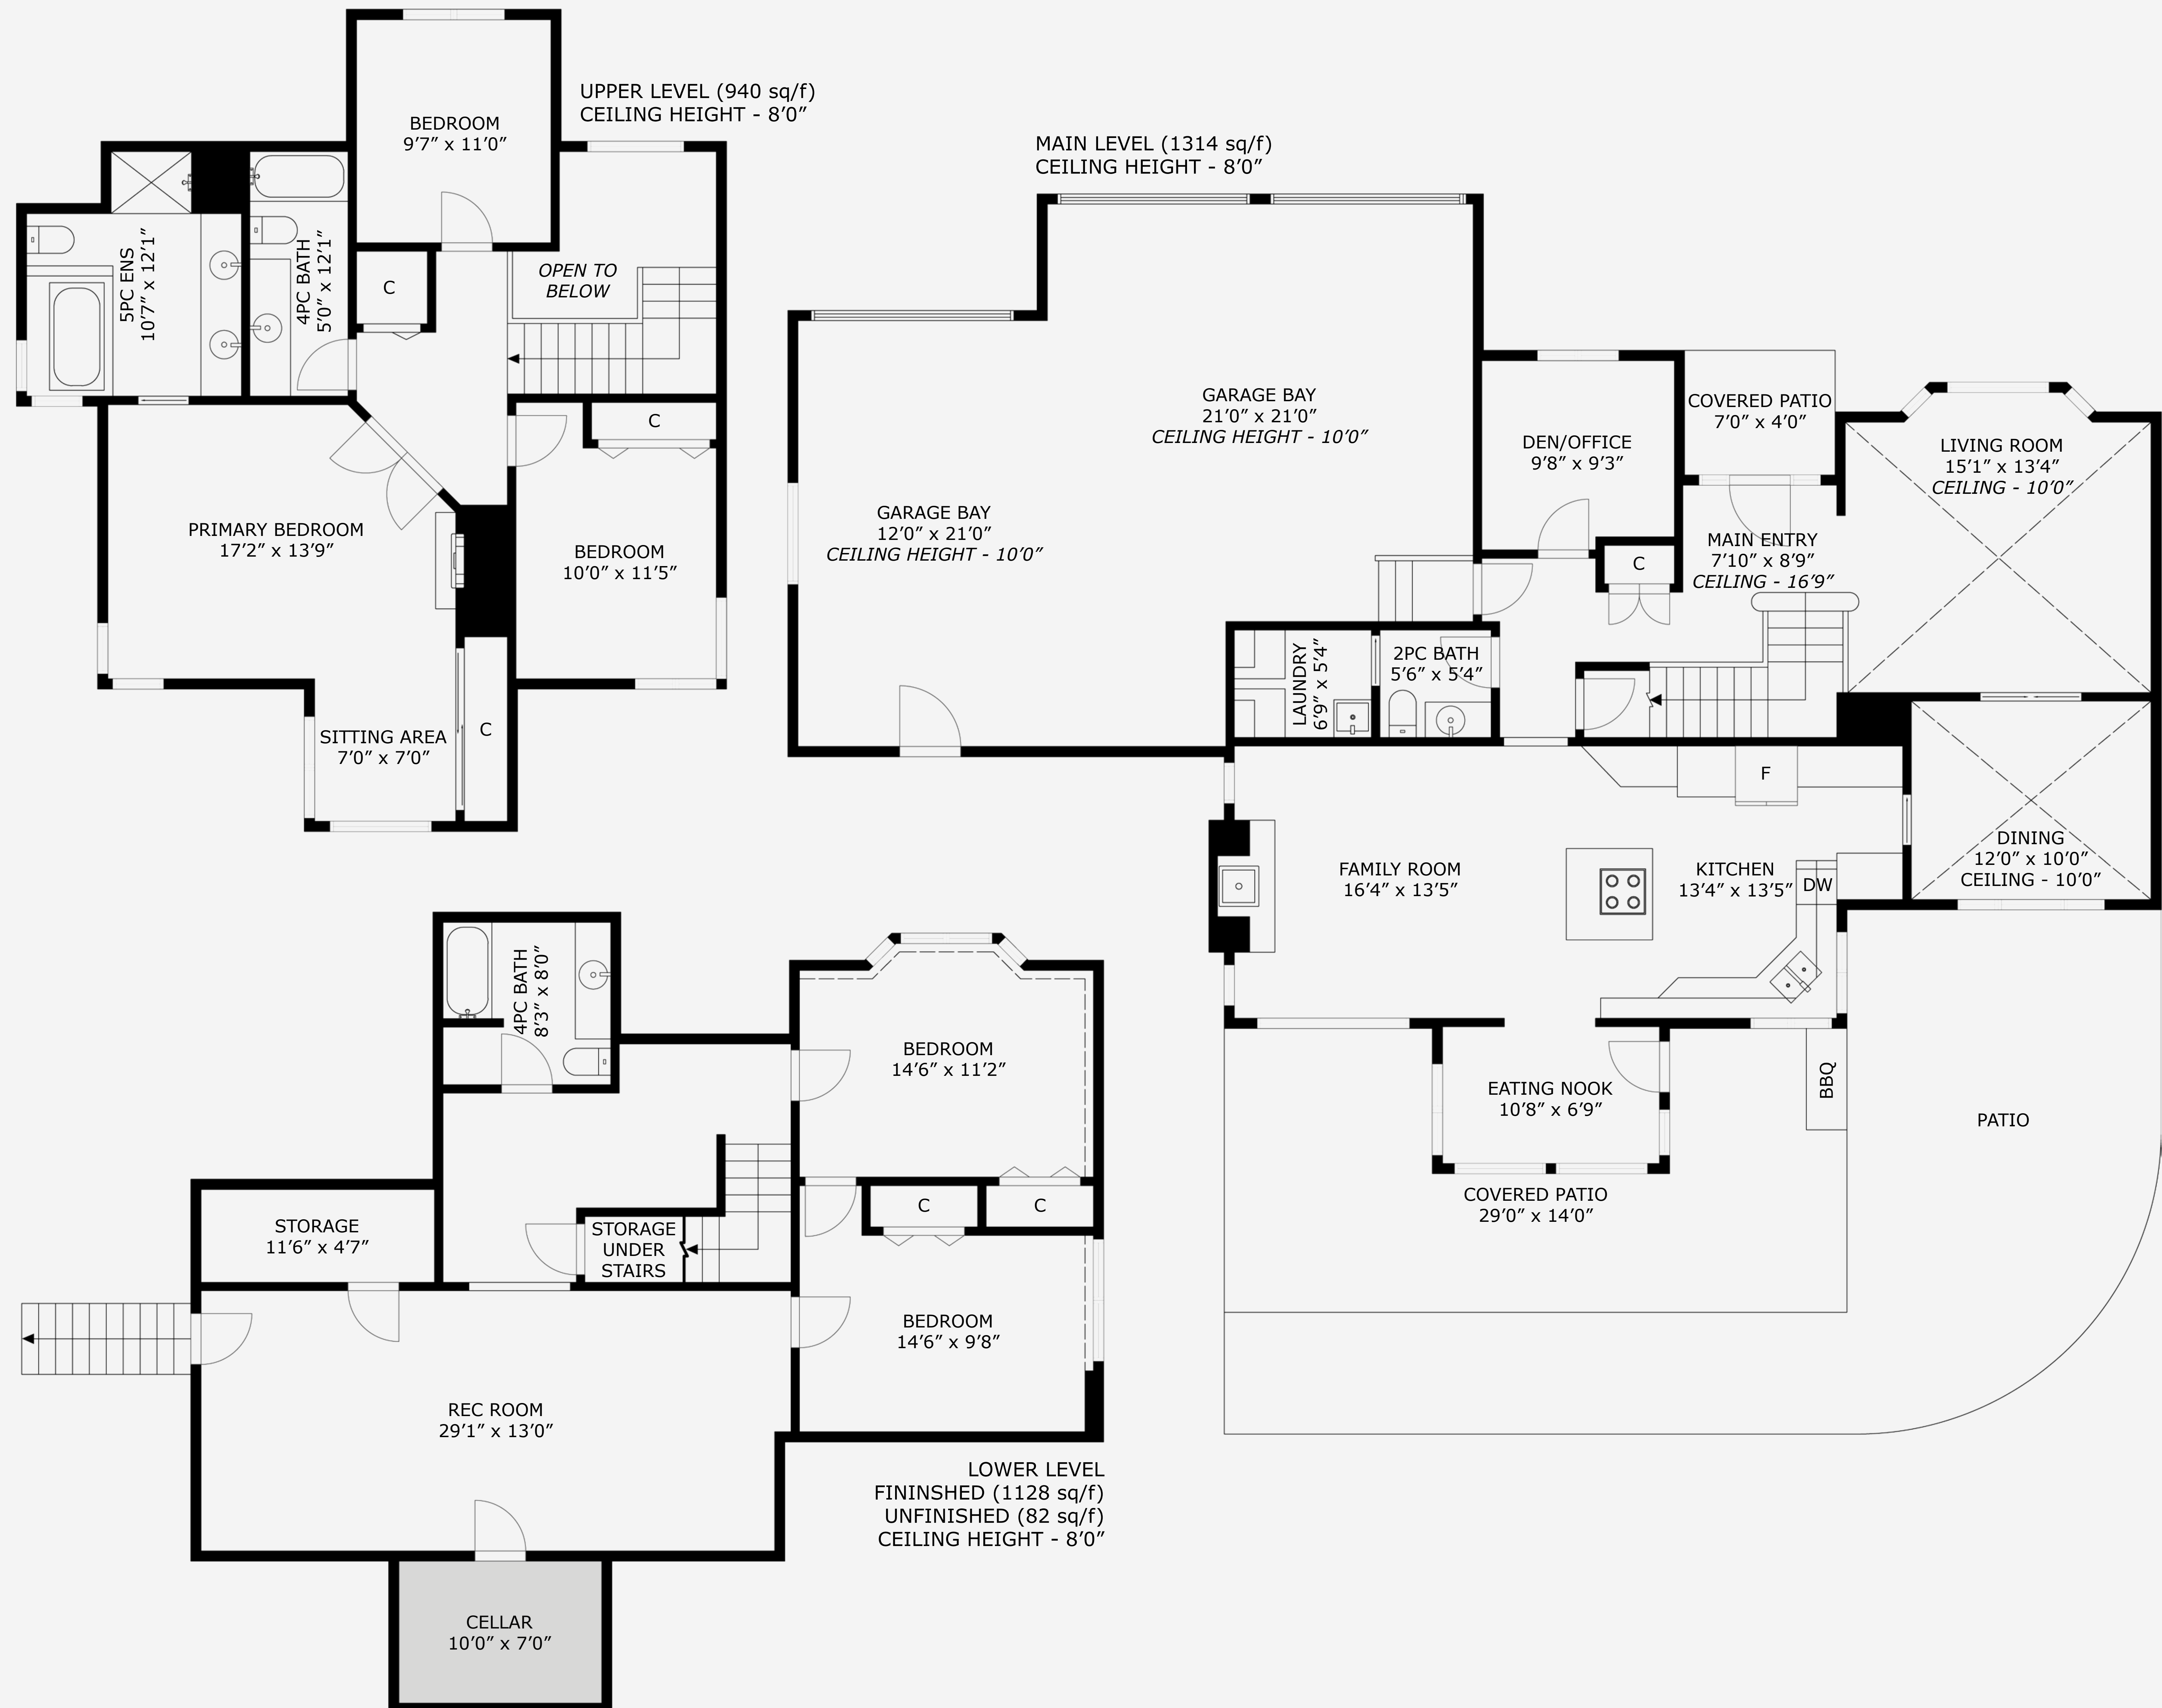 UPPER LEVEL (940 sq/f)
CEILING HEIGHT - 8’0”
BEDROOM
9’7” x 11’0”
5PC ENS
10’7” x 12’1”
4PC BATH
5’0” x 12’1”
C
OPEN TO
BELOW
C
PRIMARY BEDROOM
17’2” x 13’9”
BEDROOM
10’0” x 11’5”
SITTING AREA
7’0” x 7’0”
C
MAIN LEVEL (1314 sq/f)
CEILING HEIGHT - 8’0”
GARAGE BAY
21’0” x 21’0”
CEILING HEIGHT - 10’0”
GARAGE BAY
12’0” x 21’0”
CEILING HEIGHT - 10’0”
DEN/OFFICE
9’8” x 9’3”
COVERED PATIO
7’0” x 4’0”
LIVING ROOM
15’1” x 13’4”
CEILING - 10’0”
MAIN ENTRY
7’10” x 8’9”
CEILING - 16’9”
C
LAUNDRY
6’9” x 5’4”
2PC BATH
5’6” x 5’4”
F
FAMILY ROOM
16’4” x 13’5”
KITCHEN
13’4” x 13’5”
DW
DINING
12’0” x 10’0”
CEILING - 10’0”
EATING NOOK
10’8” x 6’9”
BBQ
PATIO
COVERED PATIO
29’0” x 14’0”
4PC BATH
8’3” x 8’0”
BEDROOM
14’6” x 11’2”
C
C
STORAGE
11’6” x 4’7”
STORAGE
UNDER
STAIRS
BEDROOM
14’6” x 9’8”
REC ROOM
29’1” x 13’0”
LOWER LEVEL
FININSHED (1128 sq/f)
UNFINISHED (82 sq/f)
CEILING HEIGHT - 8’0”
CELLAR
10’0” x 7’0”